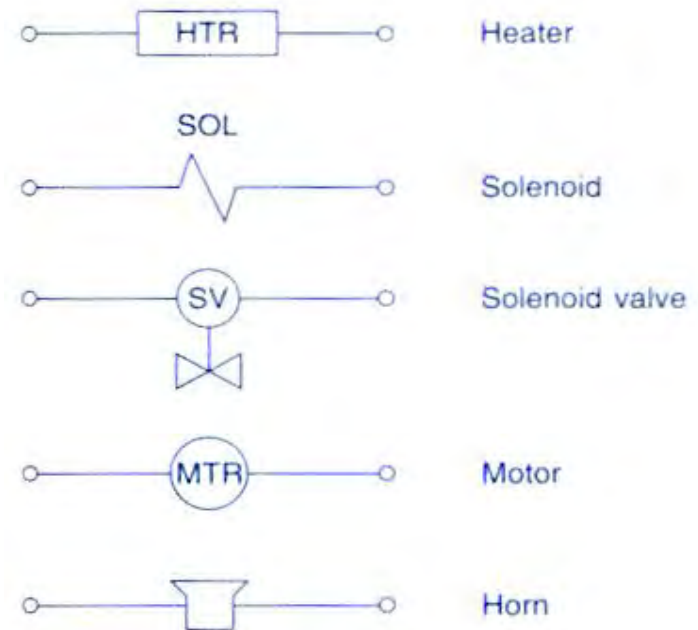 HTR Heater
SOL
Solenoid
SV Solenoid valve
MTR Motor
Horn